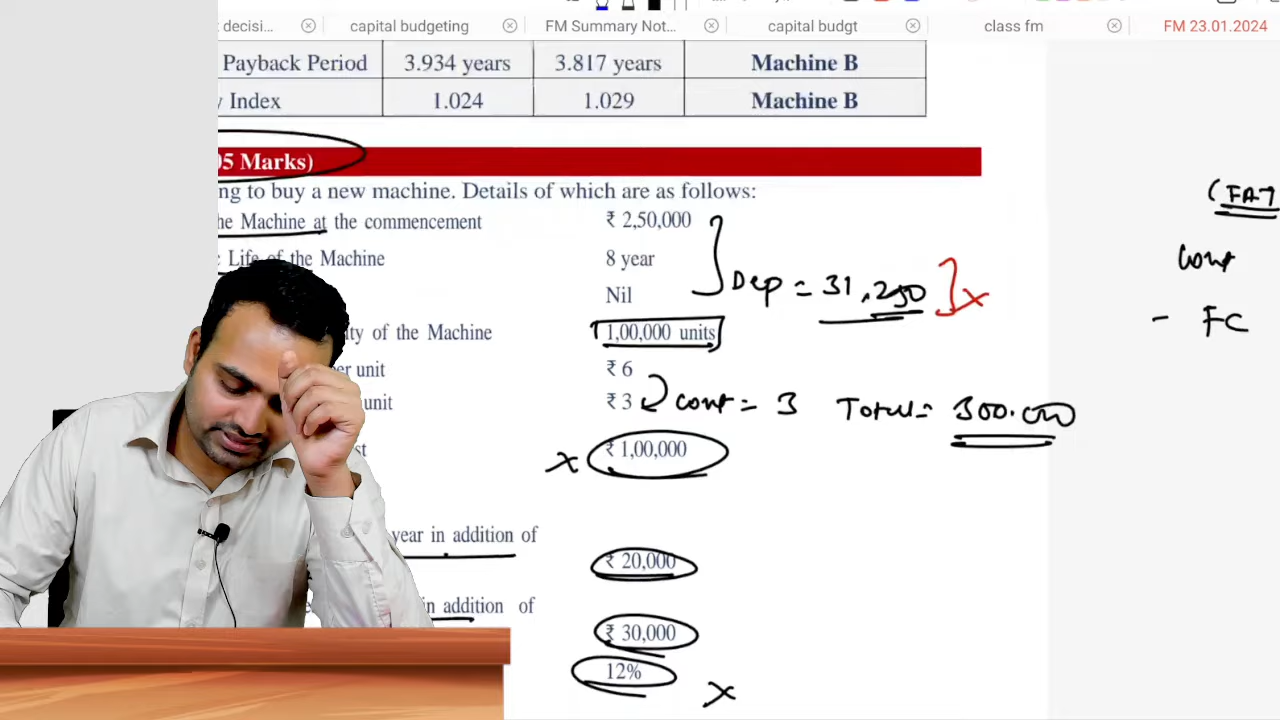 decisi...
capital budgeting
FM Summary Not...
capital budgt
class fm
FM 23.01.2024
Payback Period 3.934 years 3.817 years Machine B
Index 1.024 1.029 Machine B
05 Marks)
ng to buy a new machine. Details of which are as follows:
he Machine at the commencement ₹ 2,50,000
Life of the Machine 8 year
Nil
Dep = 31,250 x
ity of the Machine 1,00,000 units
er unit ₹ 6
unit ₹ 3 cont = 3 Total = 300.000
st ₹ 1,00,000
x
year in addition of
₹ 20,000
in addition of
₹ 30,000
12%
x
(FAT
Cont
- FC